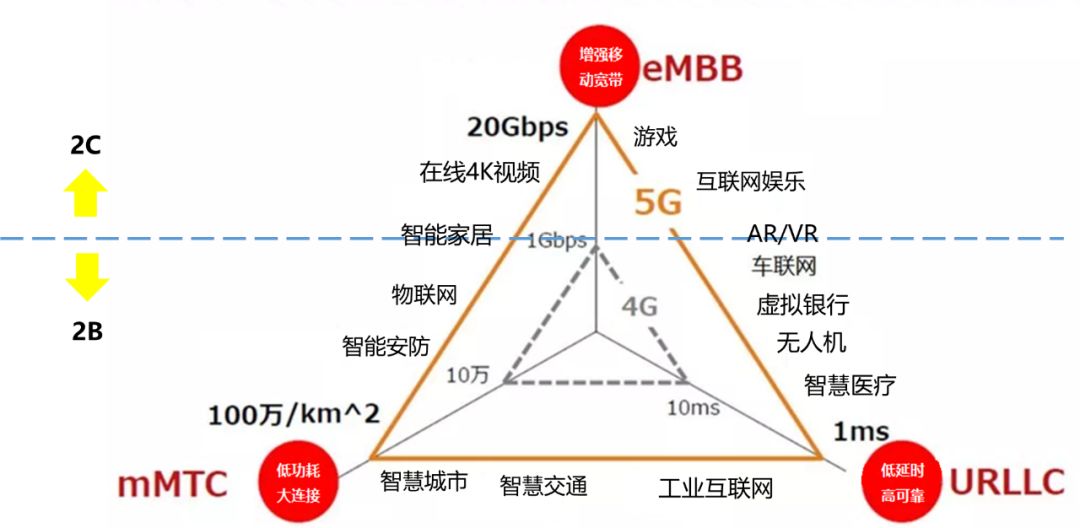 增强移
动宽带
eMBB
20Gbps
游戏
2C
在线4K视频
互联网娱乐
5G
智能家居
1Gbps
AR/VR
车联网
物联网
4G
虚拟银行
2B
智能安防
无人机
10万
智慧医疗
10ms
100万/km^2
1ms
mMTC
低功耗
大连接
智慧城市
智慧交通
工业互联网
低延时
高可靠
URLLC